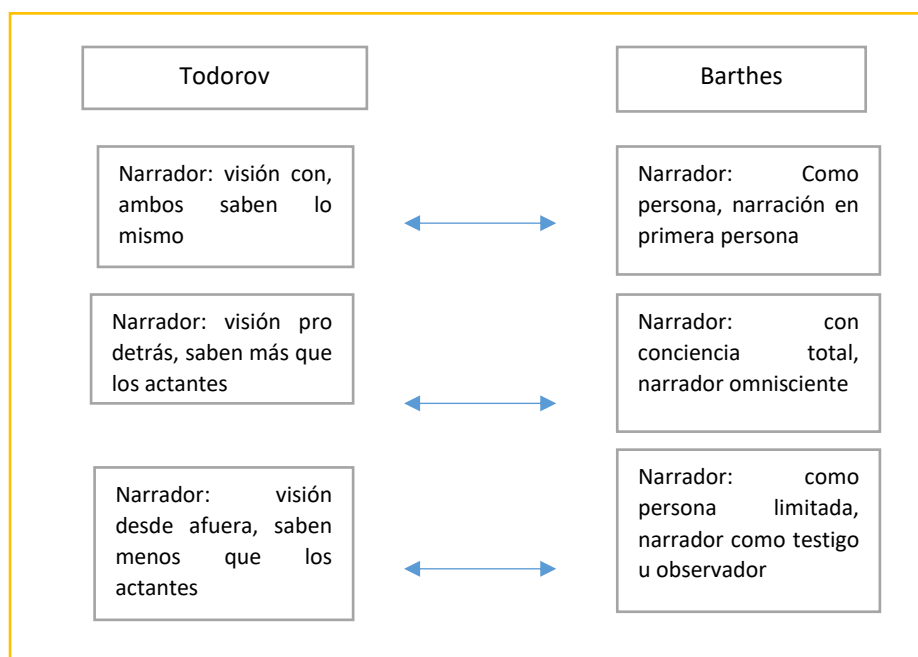 Todorov
Barthes
Narrador: visión con,
ambos saben lo
mismo
Narrador: Como
persona, narración en
primera persona
Narrador: visión pro
detrás, saben más que
los actantes
Narrador: con
conciencia total,
narrador omnisciente
Narrador: visión
desde afuera, saben
menos que los
actantes
Narrador: como
persona limitada,
narrador como testigo
u observador